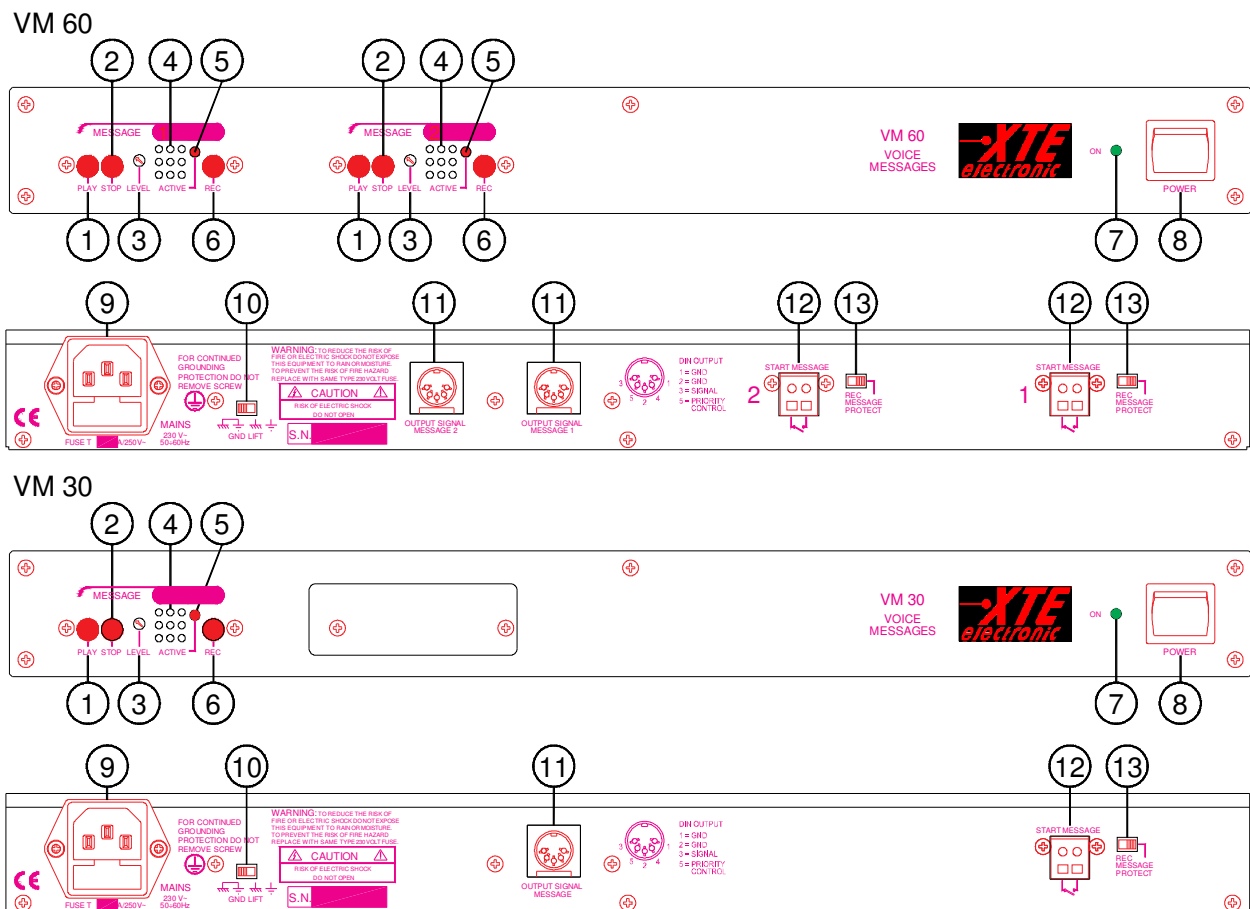 VM 60
2 4 5 2 4 5
MESSAGE MESSAGE
PLAY STOP LEVEL ACTIVE REC
PLAY STOP LEVEL ACTIVE REC
VM 60
VOICE
MESSAGES
XTE
electronic
ON
POWER
1 3 6 1 3 6 7 8
9 10 11 11 12 13 12 13
CE
FUSE T A/250V~
FOR CONTINUED
GROUNDING
PROTECTION DO NOT
REMOVE SCREW
MAINS
230 V~
50÷60Hz
GND LIFT
WARNING: TO REDUCE THE RISK OF
FIRE OR ELECTRIC SHOCK DO NOT EXPOSE
THIS EQUIPMENT TO RAIN OR MOISTURE.
TO PREVENT THE RISK OF FIRE HAZARD
REPLACE WITH SAME TYPE 230 VOLT FUSE.
CAUTION
RISK OF ELECTRIC SHOCK
DO NOT OPEN
S.N.
OUTPUT SIGNAL
MESSAGE 2
OUTPUT SIGNAL
MESSAGE 1
3 5 2 4 1
DIN OUTPUT
1 = GND
2 = GND
3 = SIGNAL
5 = PRIORITY
CONTROL
2
START MESSAGE
REC
MESSAGE
PROTECT
1
START MESSAGE
REC
MESSAGE
PROTECT
VM 30
2 4 5
MESSAGE
PLAY STOP LEVEL ACTIVE REC
VM 30
VOICE
MESSAGES
XTE
electronic
ON
POWER
1 3 6 7 8
9 10 11 12 13
CE
FUSE T A/250V~
FOR CONTINUED
GROUNDING
PROTECTION DO NOT
REMOVE SCREW
MAINS
230 V~
50÷60Hz
GND LIFT
WARNING: TO REDUCE THE RISK OF
FIRE OR ELECTRIC SHOCK DO NOT EXPOSE
THIS EQUIPMENT TO RAIN OR MOISTURE.
TO PREVENT THE RISK OF FIRE HAZARD
REPLACE WITH SAME TYPE 230 VOLT FUSE.
CAUTION
RISK OF ELECTRIC SHOCK
DO NOT OPEN
S.N.
OUTPUT SIGNAL
MESSAGE
3 5 2 4 1
DIN OUTPUT
1 = GND
2 = GND
3 = SIGNAL
5 = PRIORITY
CONTROL
START MESSAGE
REC
MESSAGE
PROTECT